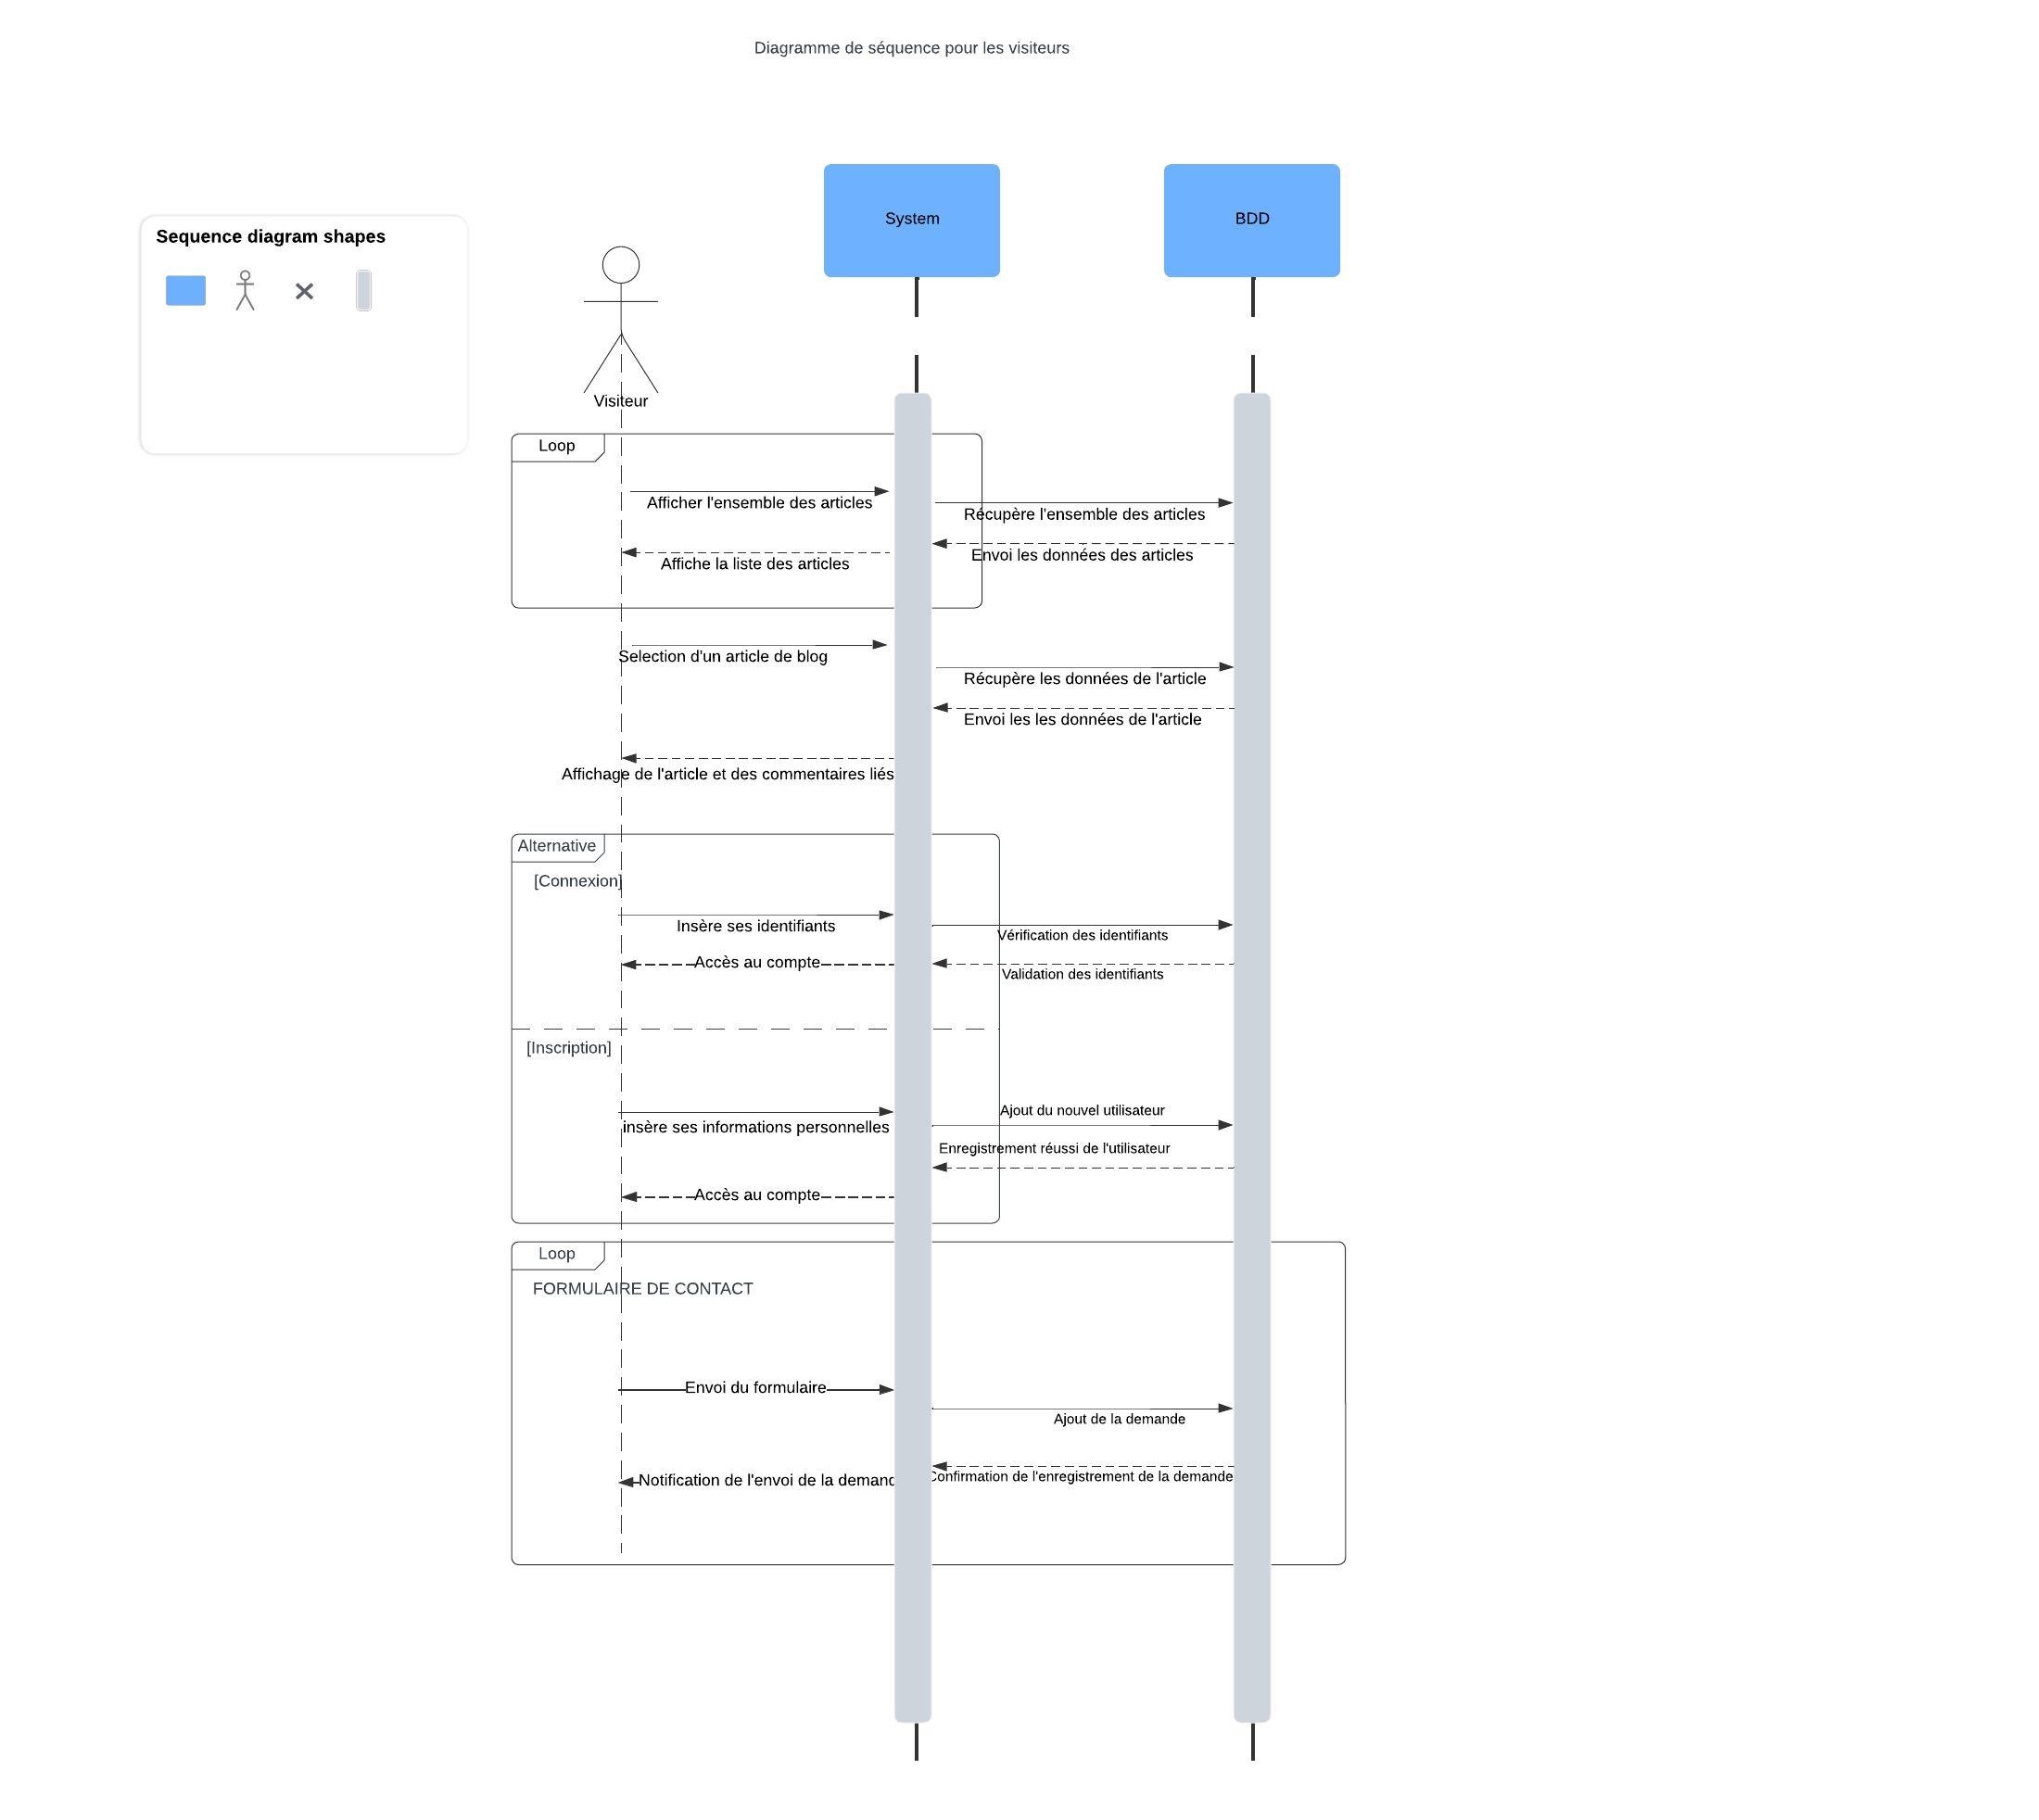 Diagramme de séquence pour les visiteurs
System
BDD
Sequence diagram shapes
Visiteur
Loop
Afficher l'ensemble des articles
Récupère l'ensemble des articles
Envoi les données des articles
Affiche la liste des articles
Selection d'un article de blog
Récupère les données de l'article
Envoi les les données de l'article
Affichage de l'article et des commentaires liés
Alternative
[Connexion]
Insère ses identifiants
Vérification des identifiants
Accès au compte
Validation des identifiants
[Inscription]
Ajout du nouvel utilisateur
insère ses informations personnelles
Enregistrement réussi de l'utilisateur
Accès au compte
Loop
FORMULAIRE DE CONTACT
Envoi du formulaire
Ajout de la demande
Notification de l'envoi de la demand
Confirmation de l'enregistrement de la demande